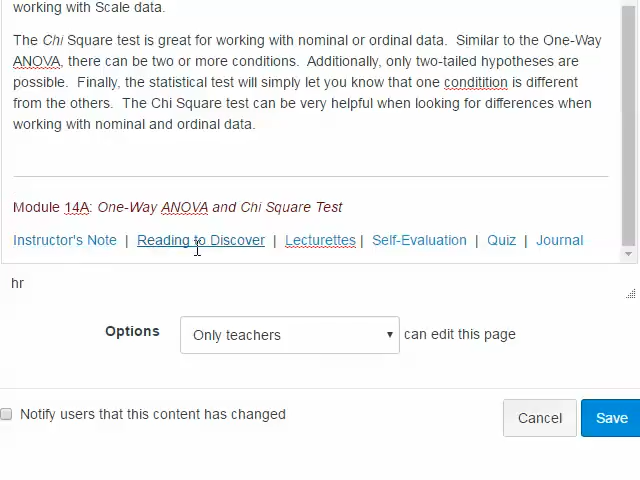 working with Scale data.
The Chi Square test is great for working with nominal or ordinal data.  Similar to the One-Way
ANOVA, there can be two or more conditions.  Additionally, only two-tailed hypotheses are
possible.  Finally, the statistical test will simply let you know that one conditition is different
from the others.  The Chi Square test can be very helpful when looking for differences when
working with nominal and ordinal data.
Module 14A: One-Way ANOVA and Chi Square Test
Instructor's Note | Reading to Discover | Lecturettes | Self-Evaluation | Quiz | Journal
hr
Options Only teachers can edit this page
Notify users that this content has changed
Cancel Save